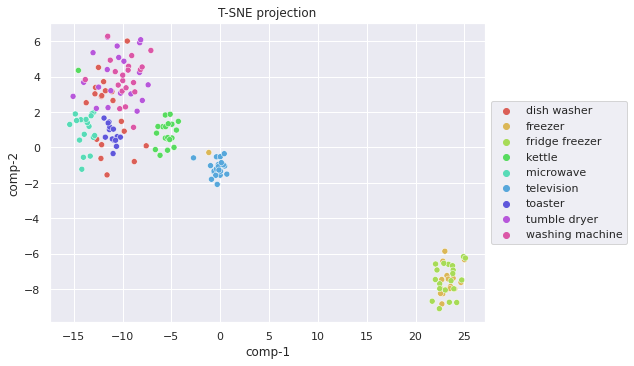 T-SNE projection
comp-2
6
4
2
0
−2
−4
−6
−8
−15
−10
−5
0
5
10
15
20
25
comp-1
dish washer
freezer
fridge freezer
kettle
microwave
television
toaster
tumble dryer
washing machine